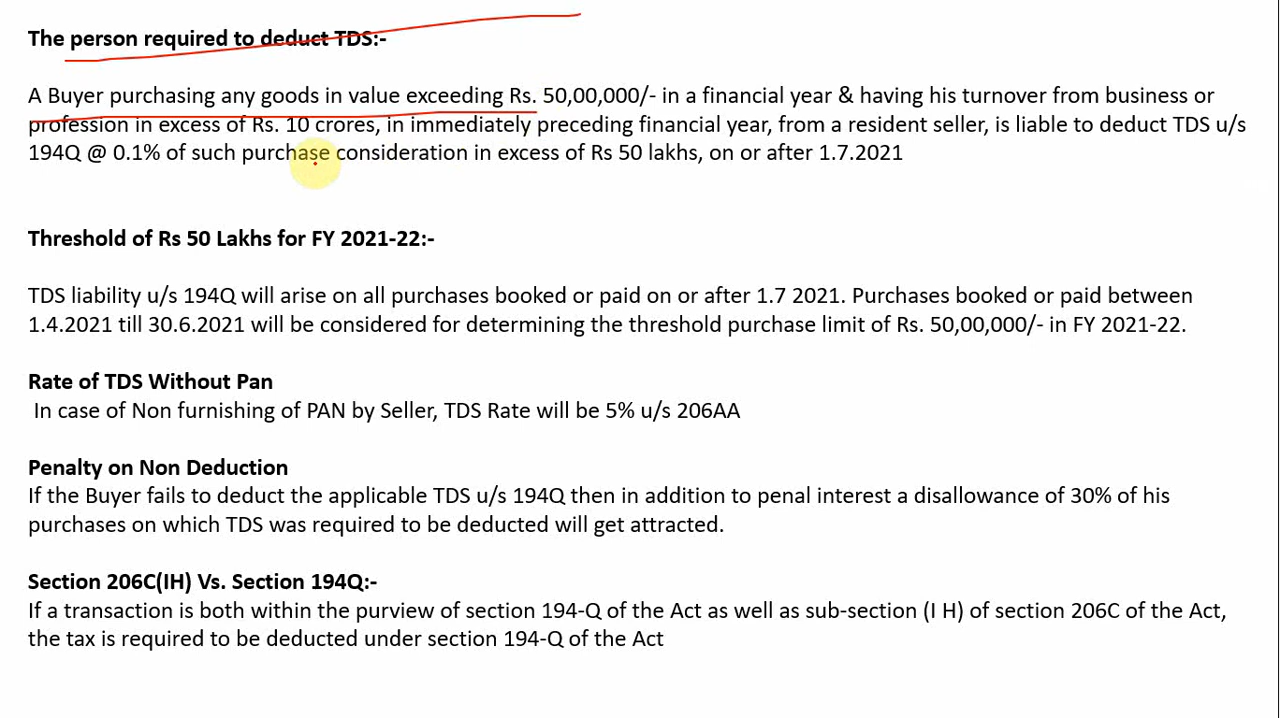 The person required to deduct TDS:-
A Buyer purchasing any goods in value exceeding Rs. 50,00,000/- in a financial year & having his turnover from business or
profession in excess of Rs. 10 crores, in immediately preceding financial year, from a resident seller, is liable to deduct TDS u/s
194Q @ 0.1% of such purchase consideration in excess of Rs 50 lakhs, on or after 1.7.2021
Threshold of Rs 50 Lakhs for FY 2021-22:-
TDS liability u/s 194Q will arise on all purchases booked or paid on or after 1.7 2021. Purchases booked or paid between
1.4.2021 till 30.6.2021 will be considered for determining the threshold purchase limit of Rs. 50,00,000/- in FY 2021-22.
Rate of TDS Without Pan
In case of Non furnishing of PAN by Seller, TDS Rate will be 5% u/s 206AA
Penalty on Non Deduction
If the Buyer fails to deduct the applicable TDS u/s 194Q then in addition to penal interest a disallowance of 30% of his
purchases on which TDS was required to be deducted will get attracted.
Section 206C(IH) Vs. Section 194Q:-
If a transaction is both within the purview of section 194-Q of the Act as well as sub-section (I H) of section 206C of the Act,
the tax is required to be deducted under section 194-Q of the Act